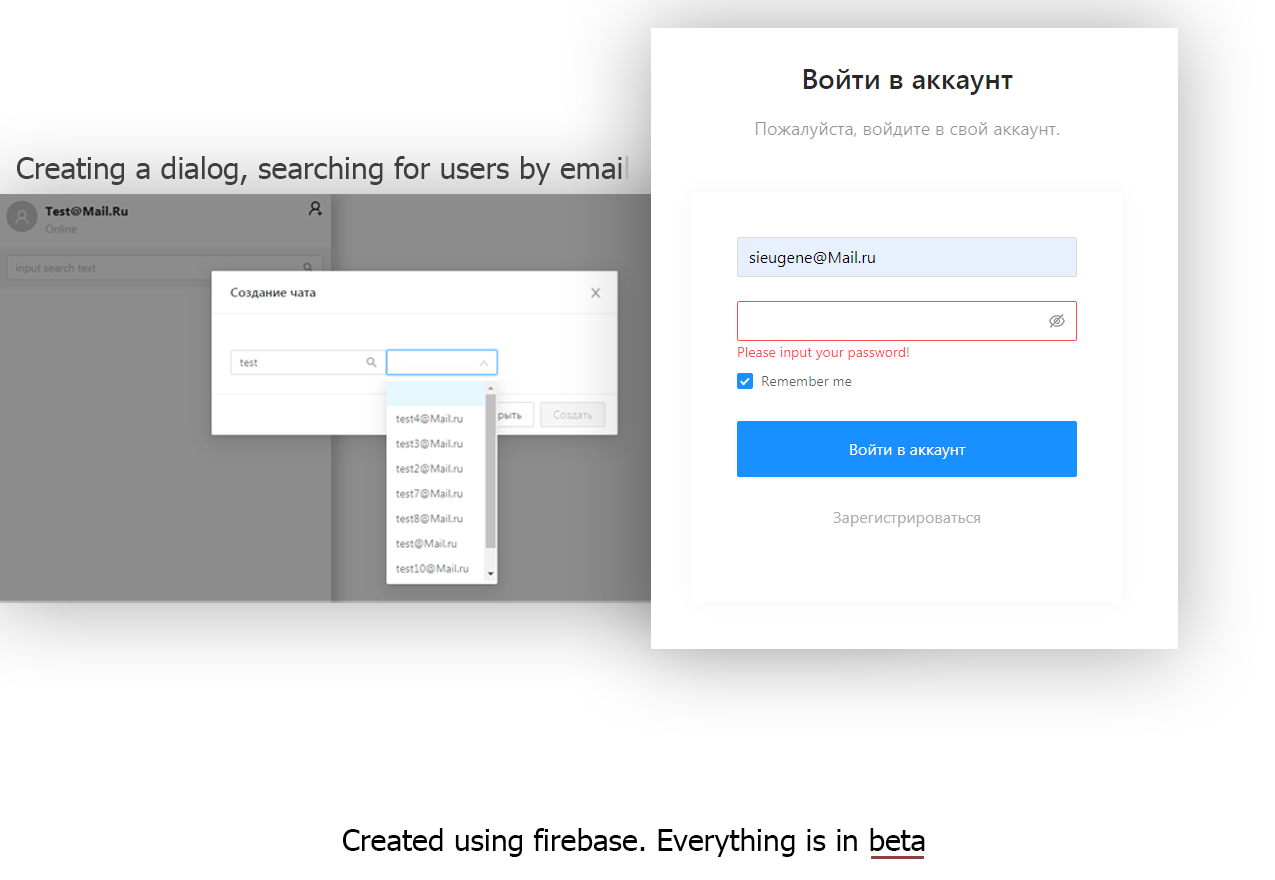 Войти в аккаунт
Пожалуйста, войдите в свой аккаунт.
Creating a dialog, searching for users by email
Test@Mail.Ru
Online
input search text
Создание чата
test
test4@Mail.ru
test3@Mail.ru
test2@Mail.ru
test7@Mail.ru
test8@Mail.ru
test@Mail.ru
test10@Mail.ru
рыть
Создать
sieugene@Mail.ru
Please input your password!
Remember me
Войти в аккаунт
Зарегистрироваться
Created using firebase. Everything is in beta